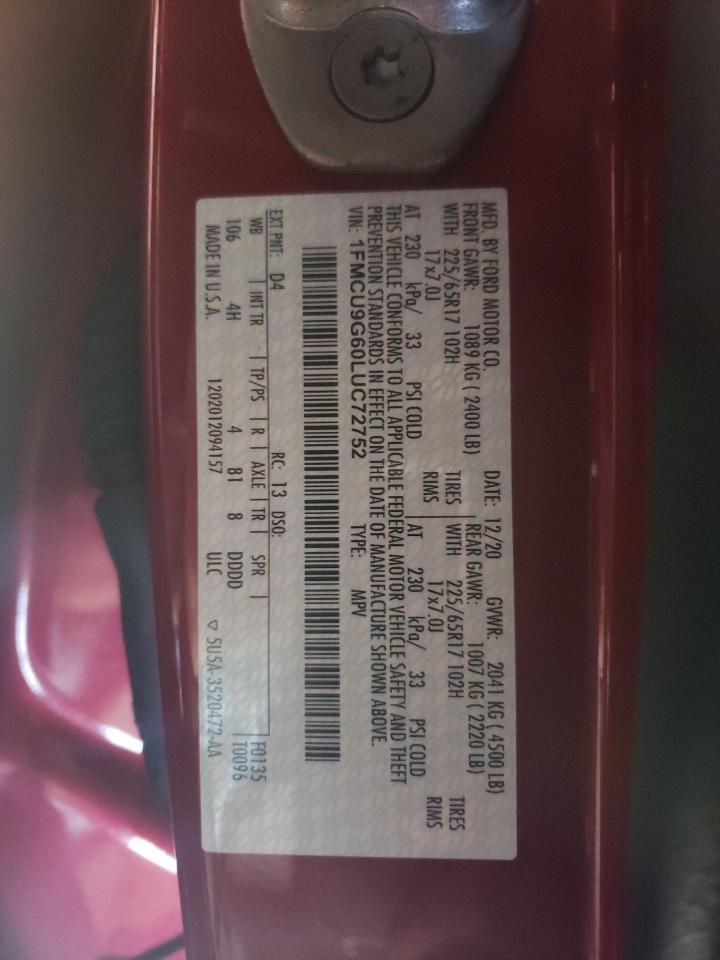 MFD. BY FORD MOTOR CO. DATE: 12/20 GVWR: 2041 KG ( 4500 LB)
FRONT GAWR: 1089 KG ( 2400 LB) REAR GAWR: 1007 KG ( 2220 LB)
WITH 225/65R17 102H TIRES WITH 225/65R17 102H TIRES
17x7.0J RIMS 17x7.0J RIMS
AT 230 kPa/ 33 PSI COLD AT 230 kPa/ 33 PSI COLD
THIS VEHICLE CONFORMS TO ALL APPLICABLE FEDERAL MOTOR VEHICLE SAFETY AND THEFT
PREVENTION STANDARDS IN EFFECT ON THE DATE OF MANUFACTURE SHOWN ABOVE.
VIN: 1FMCU9G60LUC72752 TYPE: MPV
EXT PNT: D4 RC: 13 DSO: F0135
WB | INT TR | TP/PS | R | AXLE | TR | SPR | T0096
106 4H 4 81 8 DDDD
MADE IN U.S.A. 1202012094157 ULC ▽ 5U5A-3520472-AA